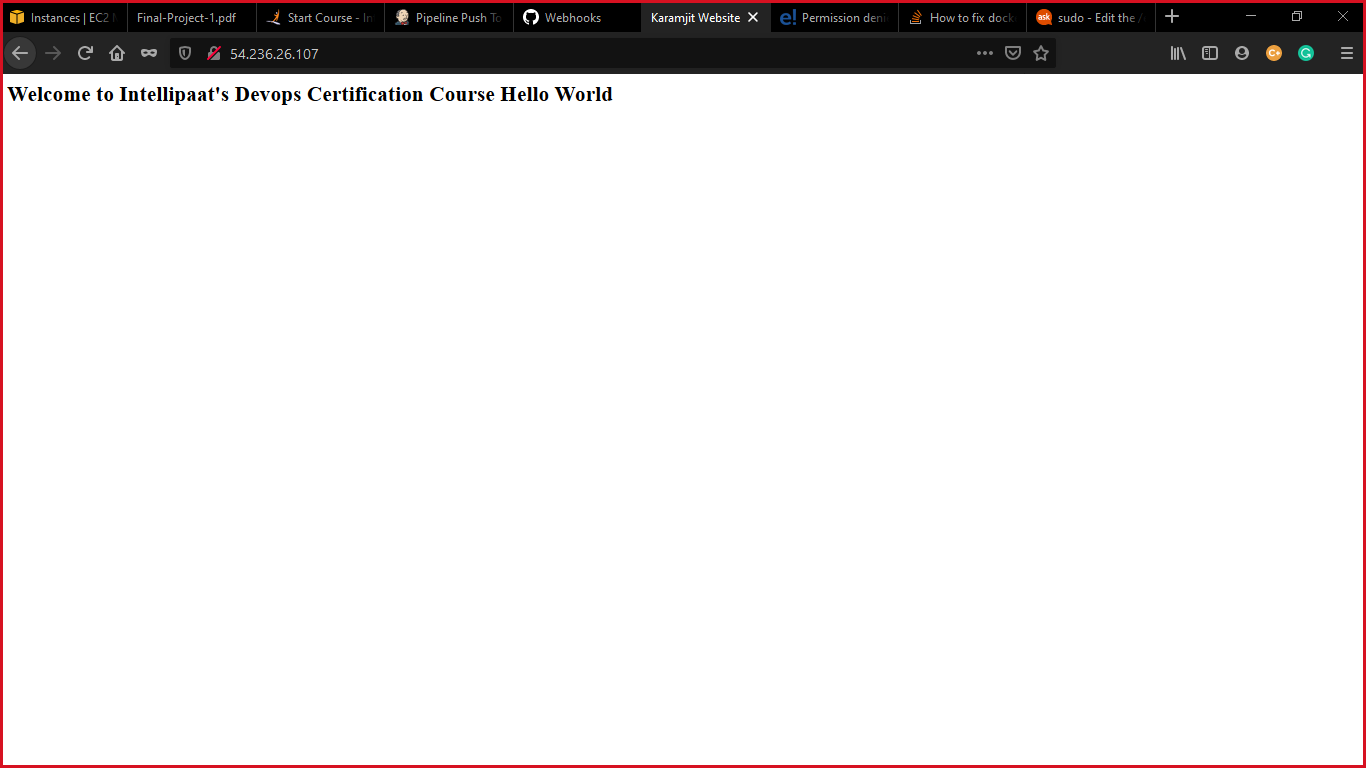 Instances | EC2 Final-Project-1.pdf Start Course - In Pipeline Push To Webhooks Karamjit Website Permission deni How to fix dock ask sudo - Edit the /
54.236.26.107
Welcome to Intellipaat's Devops Certification Course Hello World